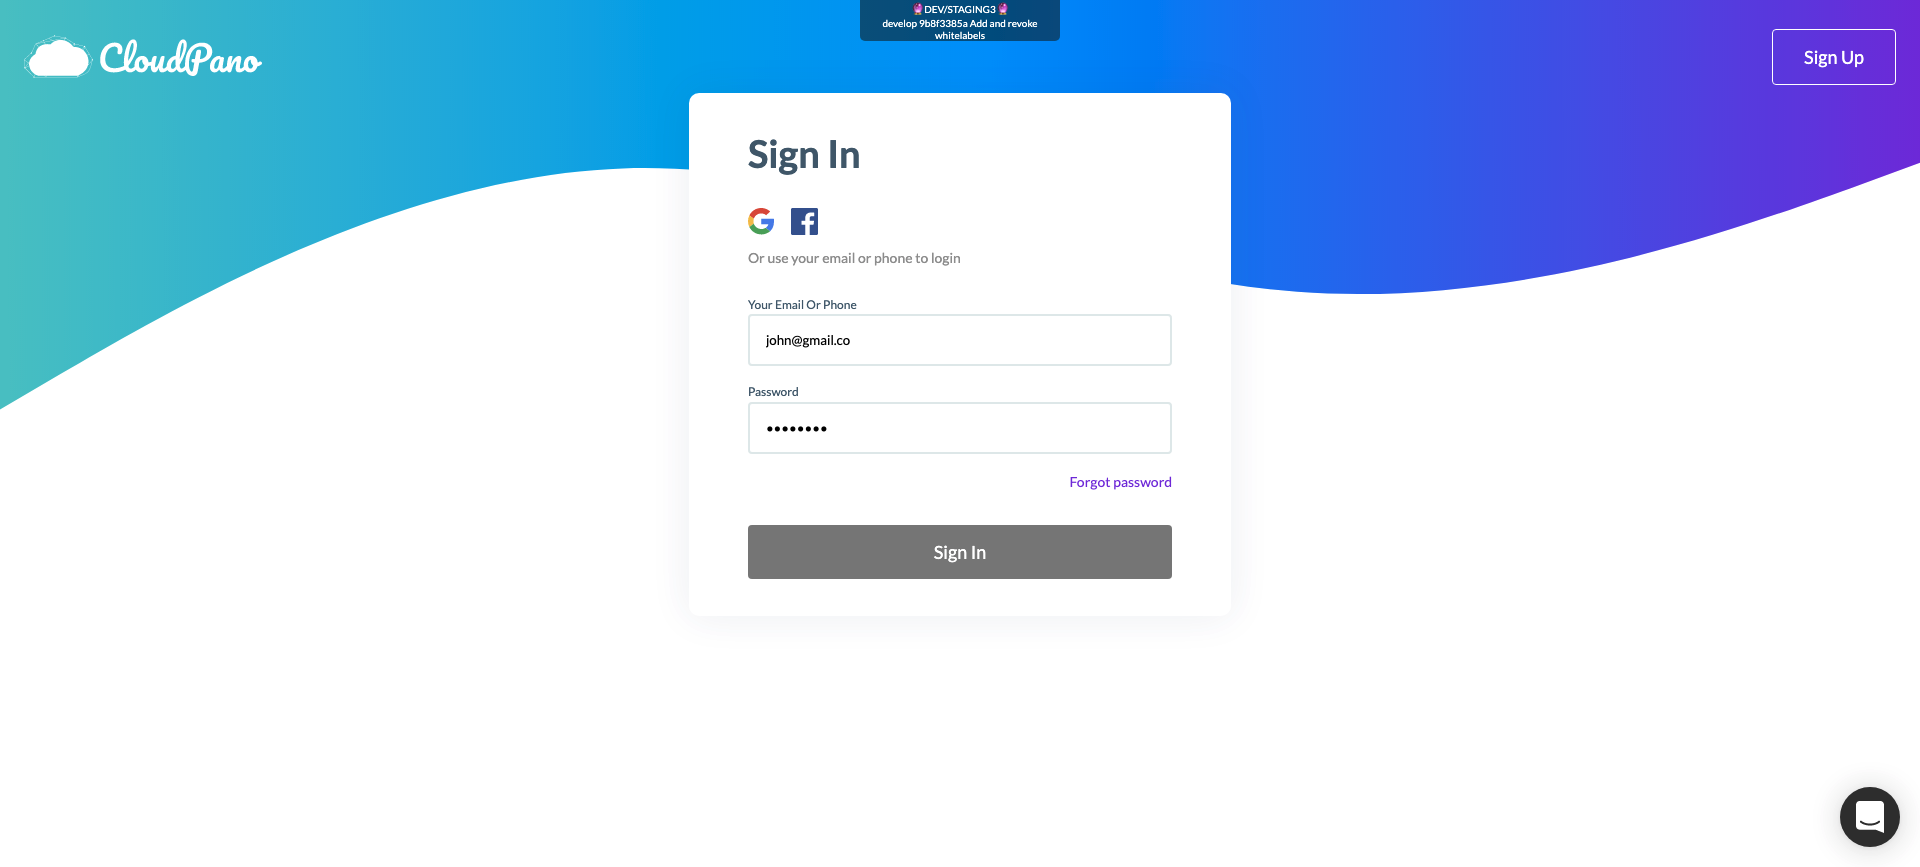 🔮DEV/STAGING3🔮
develop 9b8f3385a Add and revoke
whitelabels
CloudPano
Sign Up
Sign In
Or use your email or phone to login
Your Email Or Phone
john@gmail.co
Password
••••••••
Forgot password
Sign In